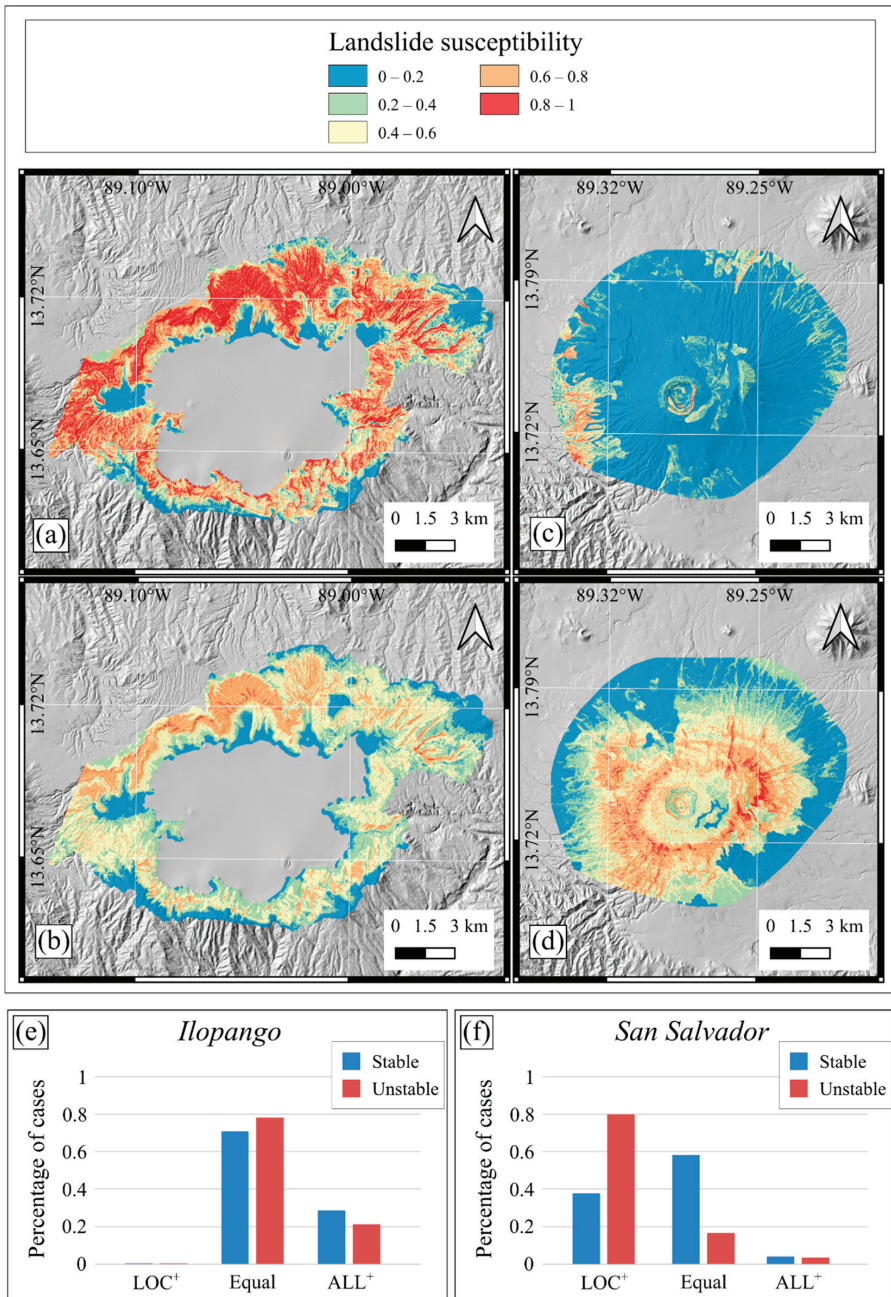 Landslide susceptibility
0 – 0.2
0.6 – 0.8
0.2 – 0.4
0.8 – 1
0.4 – 0.6
89.10°W 89.00°W
13.72°N
13.65°N
(a)
0 1.5 3 km
89.32°W 89.25°W
13.79°N
13.72°N
(c)
0 1.5 3 km
89.10°W 89.00°W
13.72°N
13.65°N
(b)
0 1.5 3 km
89.32°W 89.25°W
13.79°N
13.72°N
(d)
0 1.5 3 km
(e) Ilopango
Stable
Unstable
Percentage of cases
1
0.8
0.6
0.4
0.2
0
LOC⁺ Equal ALL⁺
(f) San Salvador
Stable
Unstable
Percentage of cases
1
0.8
0.6
0.4
0.2
0
LOC⁺ Equal ALL⁺